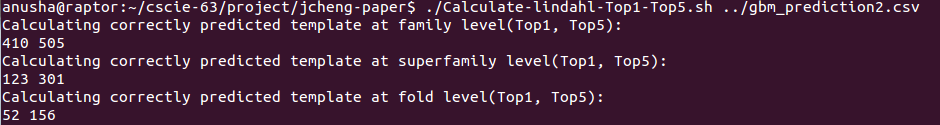 anusha@raptor:~/cscie-63/project/jcheng-paper$ ./Calculate-lindahl-Top1-Top5.sh ../gbm_prediction2.csv
Calculating correctly predicted template at family level(Top1, Top5):
410 505
Calculating correctly predicted template at superfamily level(Top1, Top5):
123 301
Calculating correctly predicted template at fold level(Top1, Top5):
52 156